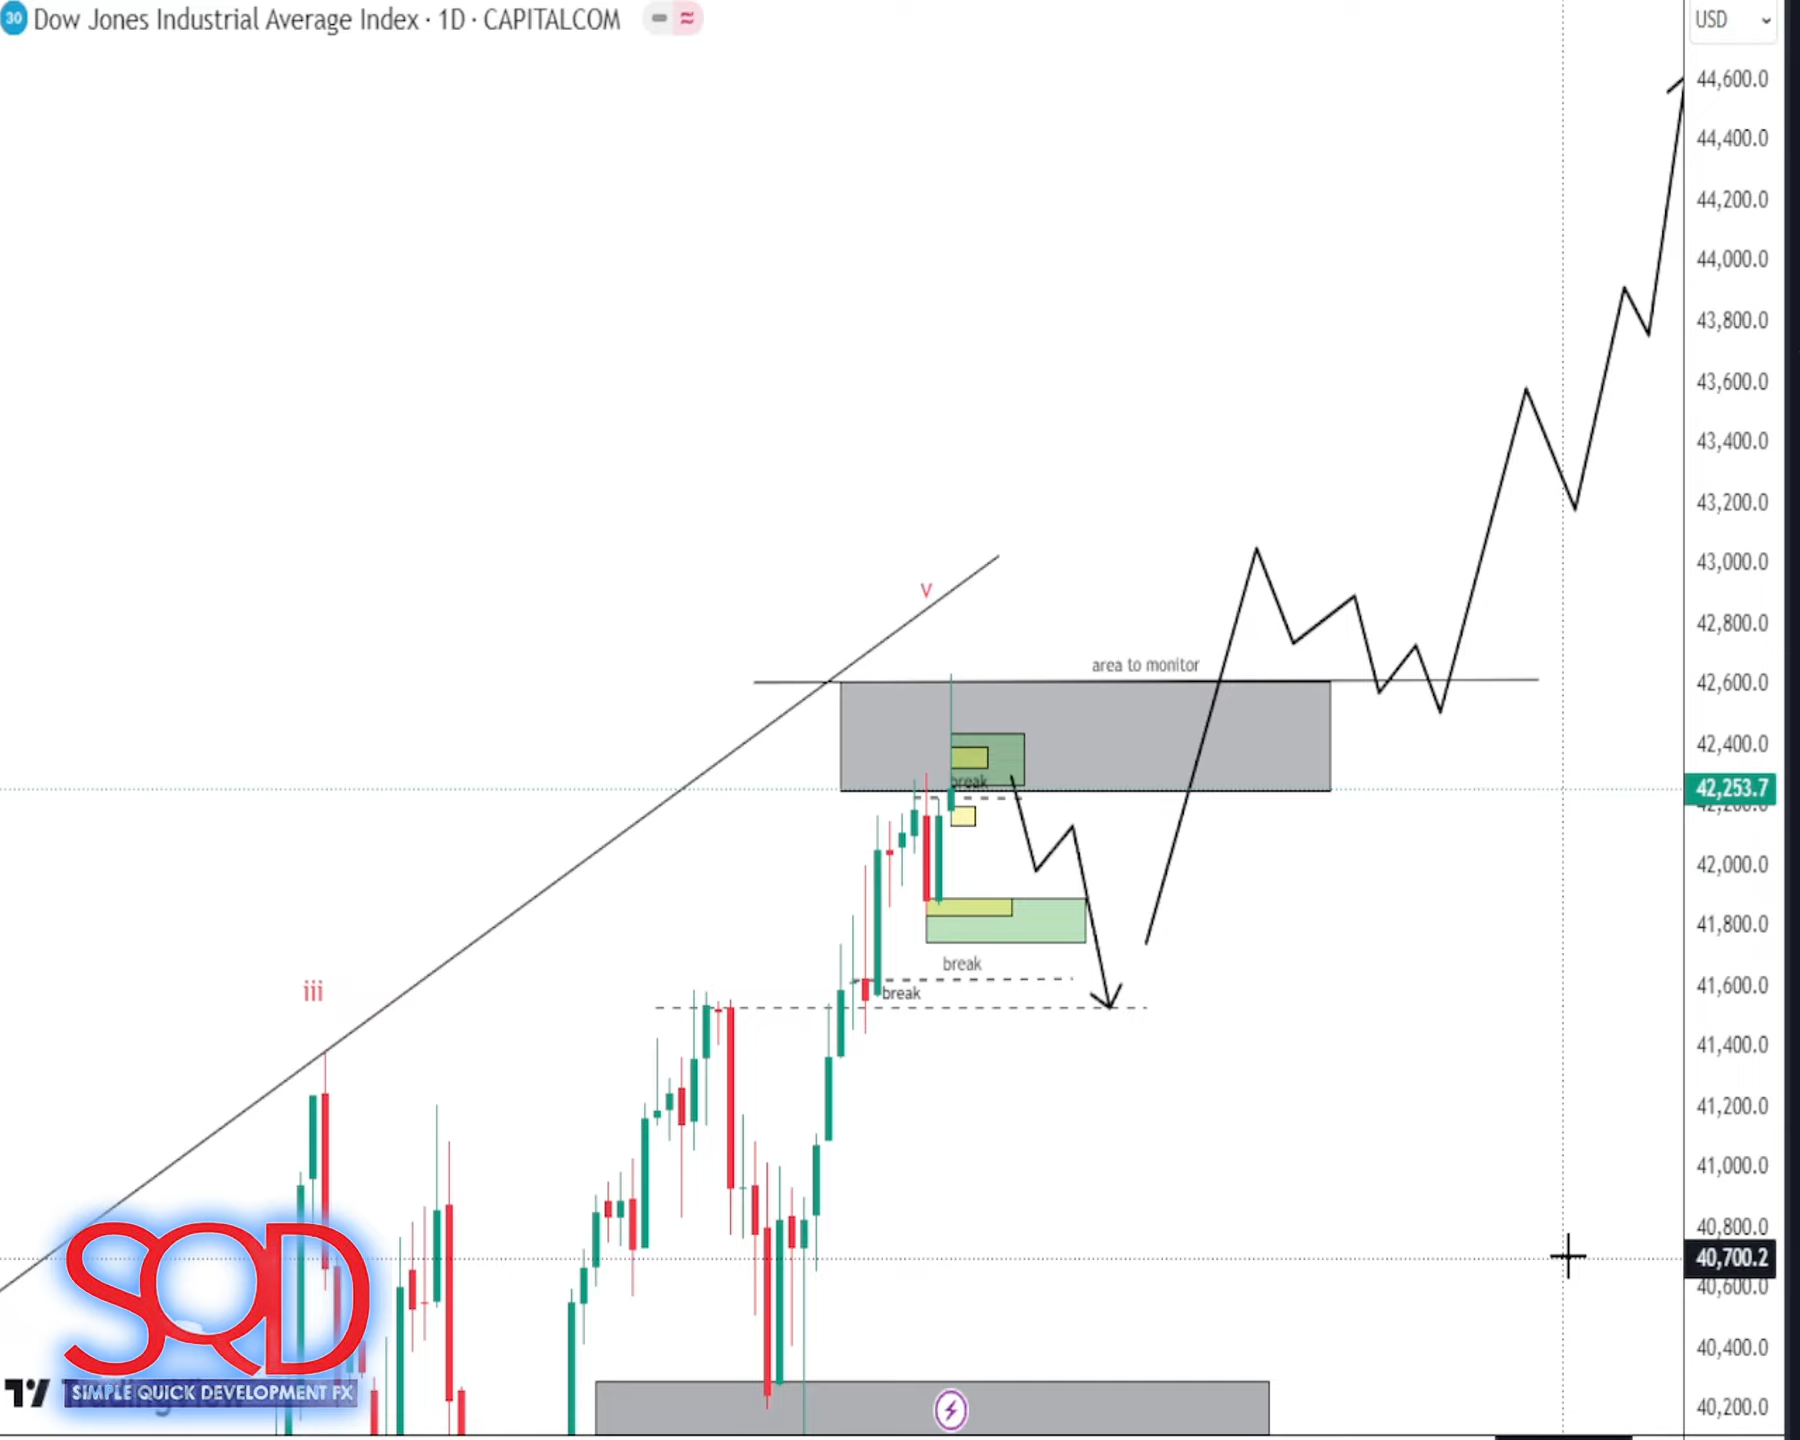 30 Dow Jones Industrial Average Index · 1D · CAPITALCOM
USD
44,600.0
44,400.0
44,200.0
44,000.0
43,800.0
43,600.0
43,400.0
43,200.0
43,000.0
v
42,800.0
area to monitor
42,600.0
42,400.0
break
42,253.7
42,200.0
42,000.0
41,800.0
break
41,600.0
iii
break
41,400.0
41,200.0
41,000.0
40,800.0
40,700.2
40,600.0
SQD
40,400.0
SIMPLE QUICK DEVELOPMENT FX
40,200.0